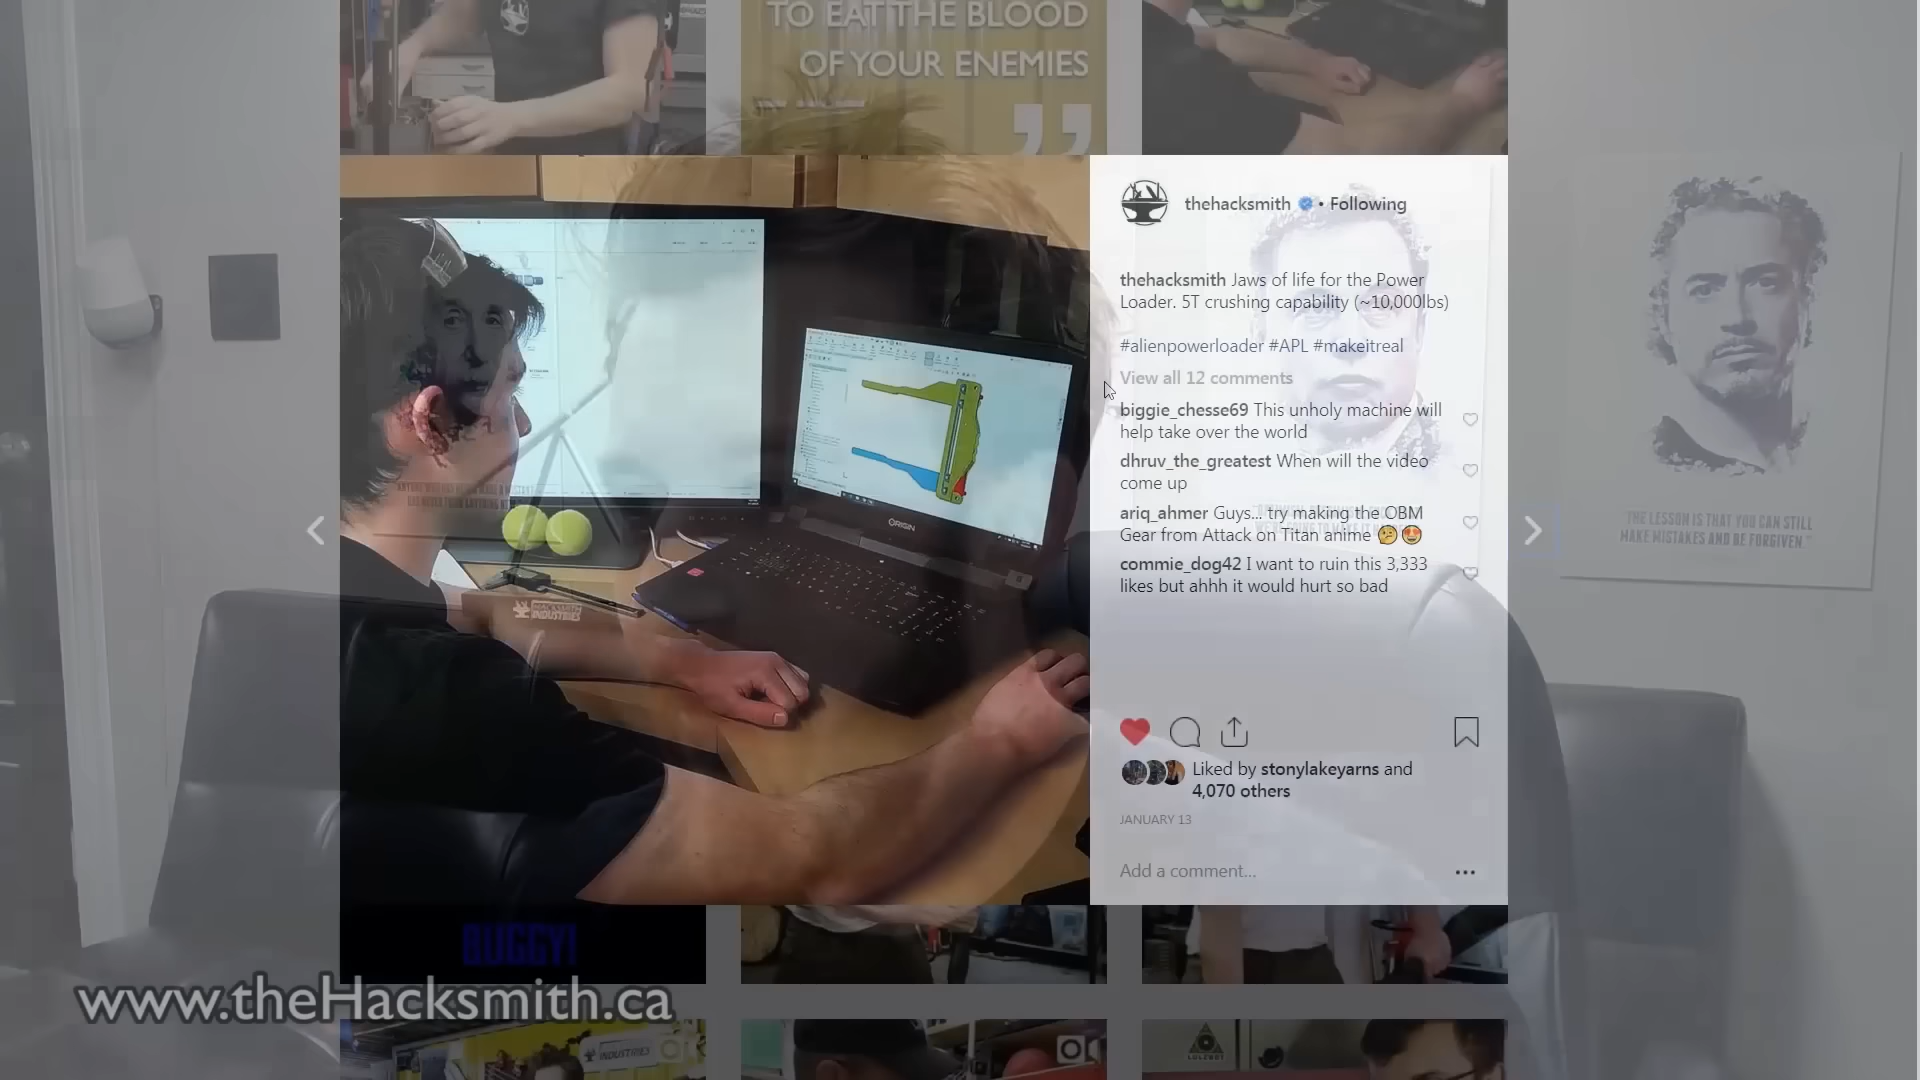 TO EAT THE BLOOD
OF YOUR ENEMIES
”
thehacksmith • Following
thehacksmith Jaws of life for the Power
Loader. 5T crushing capability (~10,000lbs)
#alienpowerloader #APL #makeitreal
View all 12 comments
biggie_chesse69 This unholy machine will
help take over the world
dhruv_the_greatest When will the video
come up
ariq_ahmer Guys... try making the OBM
Gear from Attack on Titan anime 🤔😍
commie_dog42 I want to ruin this 3,333
likes but ahhh it would hurt so bad
Liked by stonylakeyarns and
4,070 others
JANUARY 13
Add a comment...
ORIGIN
HACKSMITH
INDUSTRIES
THE LESSON IS THAT YOU CAN STILL
MAKE MISTAKES AND BE FORGIVEN."
BUGGY!
www.theHacksmith.ca
INDUSTRIES
LULZBOT